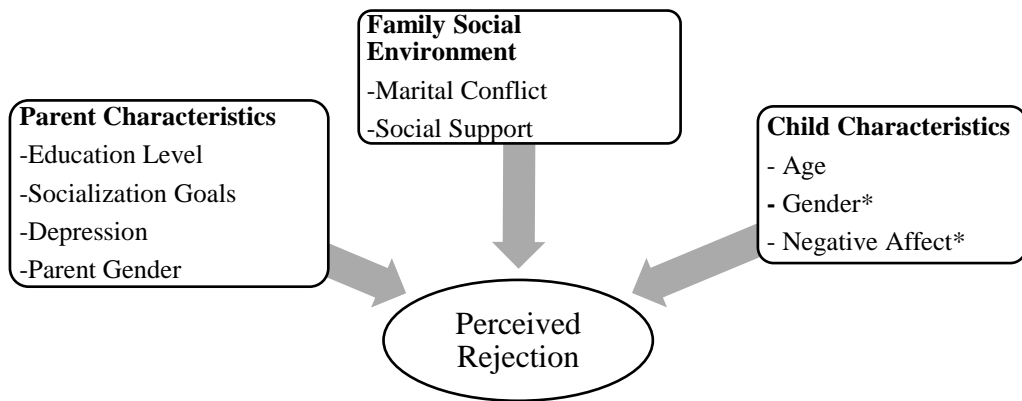 Family Social
Environment
-Marital Conflict
-Social Support
Parent Characteristics
-Education Level
-Socialization Goals
-Depression
-Parent Gender
Child Characteristics
- Age
- Gender*
- Negative Affect*
Perceived
Rejection